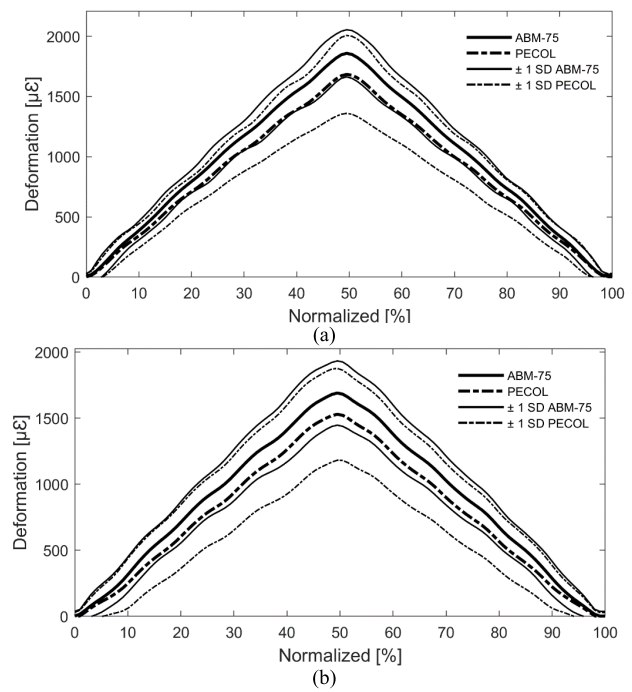 2000
1500
1000
500
0
Deformation [µƐ]
ABM-75
PECOL
± 1 SD ABM-75
± 1 SD PECOL
0 10 20 30 40 50 60 70 80 90 100
Normalized [%]
(a)
2000
1500
1000
500
0
Deformation [µƐ]
ABM-75
PECOL
± 1 SD ABM-75
± 1 SD PECOL
0 10 20 30 40 50 60 70 80 90 100
Normalized [%]
(b)